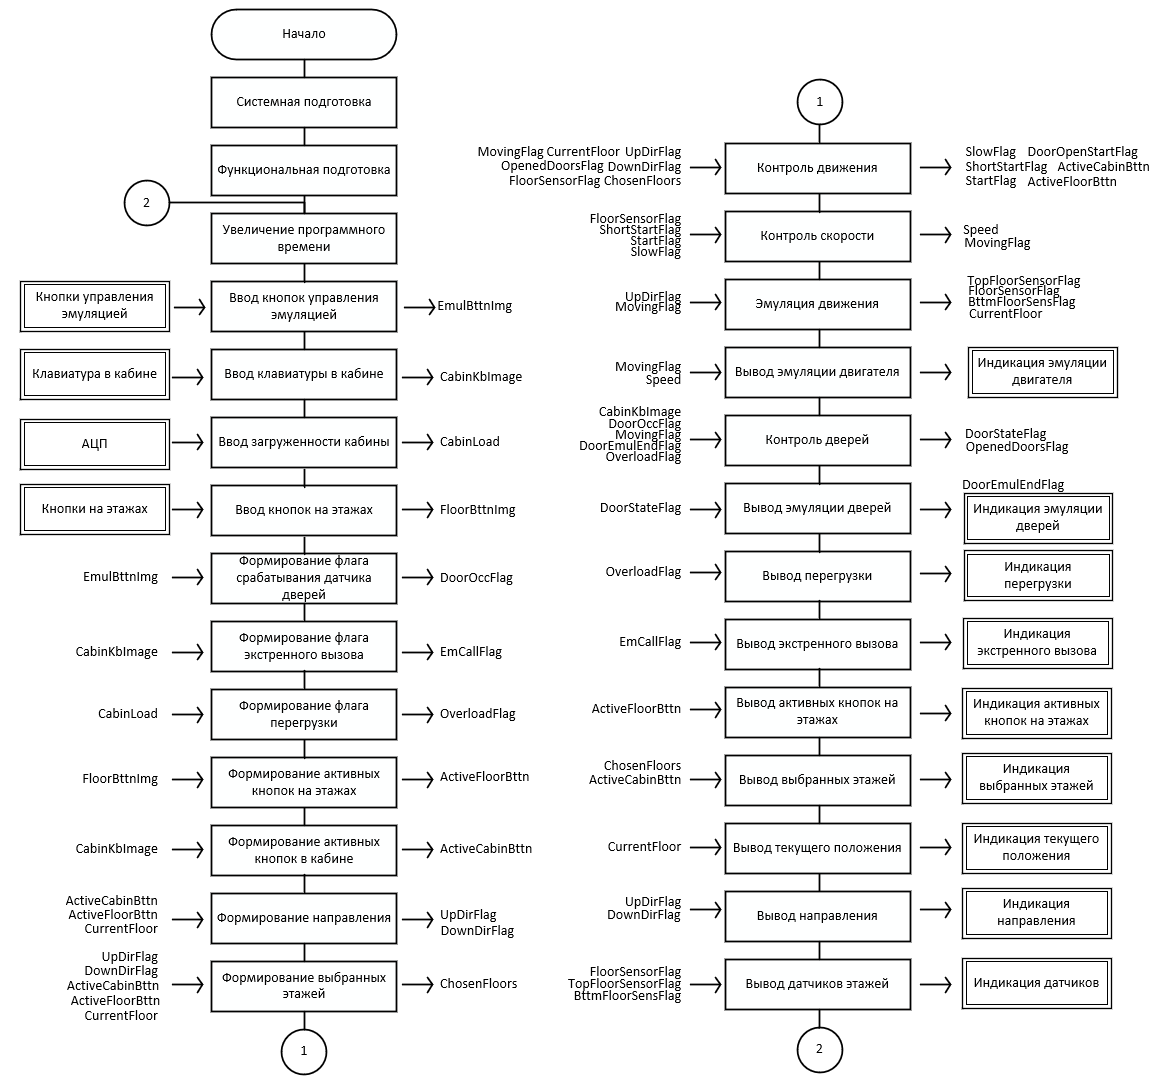 Начало
Системная подготовка
Функциональная подготовка
2
Увеличение программного
времени
Кнопки управления
эмуляцией
Ввод кнопок управления
эмуляцией
EmulBttnImg
Клавиатура в кабине
Ввод клавиатуры в кабине
CabinKbImage
АЦП
Ввод загруженности кабины
CabinLoad
Кнопки на этажах
Ввод кнопок на этажах
FloorBttnImg
EmulBttnImg
Формирование флага
срабатывания датчика
дверей
DoorOccFlag
CabinKbImage
Формирование флага
экстренного вызова
EmCallFlag
CabinLoad
Формирование флага
перегрузки
OverloadFlag
FloorBttnImg
Формирование активных
кнопок на этажах
ActiveFloorBttn
CabinKbImage
Формирование активных
кнопок в кабине
ActiveCabinBttn
ActiveCabinBttn
ActiveFloorBttn
CurrentFloor
Формирование направления
UpDirFlag
DownDirFlag
UpDirFlag
DownDirFlag
ActiveCabinBttn
ActiveFloorBttn
CurrentFloor
Формирование выбранных
этажей
ChosenFloors
1
1
MovingFlag CurrentFloor UpDirFlag
OpenedDoorsFlag DownDirFlag
FloorSensorFlag ChosenFloors
Контроль движения
SlowFlag DoorOpenStartFlag
ShortStartFlag ActiveCabinBttn
StartFlag ActiveFloorBttn
FloorSensorFlag
ShortStartFlag
StartFlag
SlowFlag
Контроль скорости
Speed
MovingFlag
UpDirFlag
MovingFlag
Эмуляция движения
TopFloorSensorFlag
FloorSensorFlag
BttmFloorSensFlag
CurrentFloor
MovingFlag
Speed
Вывод эмуляции двигателя
Индикация эмуляции
двигателя
CabinKbImage
DoorOccFlag
MovingFlag
DoorEmulEndFlag
OverloadFlag
Контроль дверей
DoorStateFlag
OpenedDoorsFlag
DoorStateFlag
Вывод эмуляции дверей
DoorEmulEndFlag
Индикация эмуляции
дверей
OverloadFlag
Вывод перегрузки
Индикация
перегрузки
EmCallFlag
Вывод экстренного вызова
Индикация
экстренного вызова
ActiveFloorBttn
Вывод активных кнопок на
этажах
Индикация активных
кнопок на этажах
ChosenFloors
ActiveCabinBttn
Вывод выбранных этажей
Индикация
выбранных этажей
CurrentFloor
Вывод текущего положения
Индикация текущего
положения
UpDirFlag
DownDirFlag
Вывод направления
Индикация
направления
FloorSensorFlag
TopFloorSensorFlag
BttmFloorSensFlag
Вывод датчиков этажей
Индикация датчиков
2